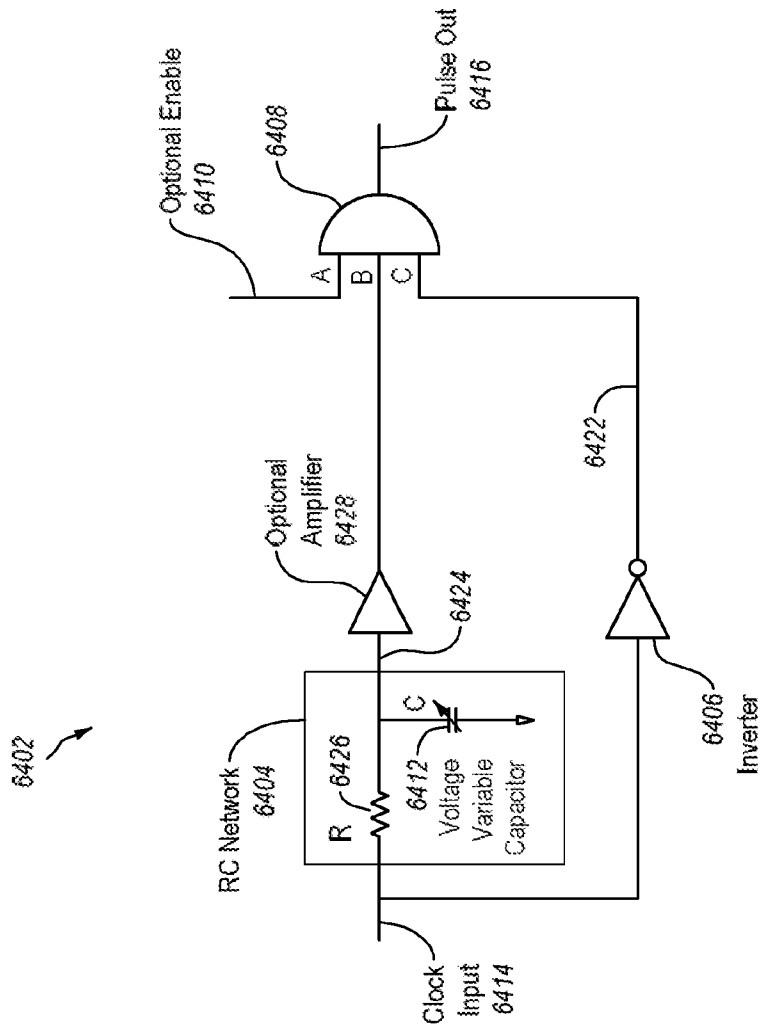 6402
RC Network
6404
R
6426
C
6412
Voltage
Variable
Capacitor
6424
Optional
Amplifier
6428
Optional Enable
6410
A
B
C
6408
Pulse Out
6416
Clock
Input
6414
6422
6406
Inverter